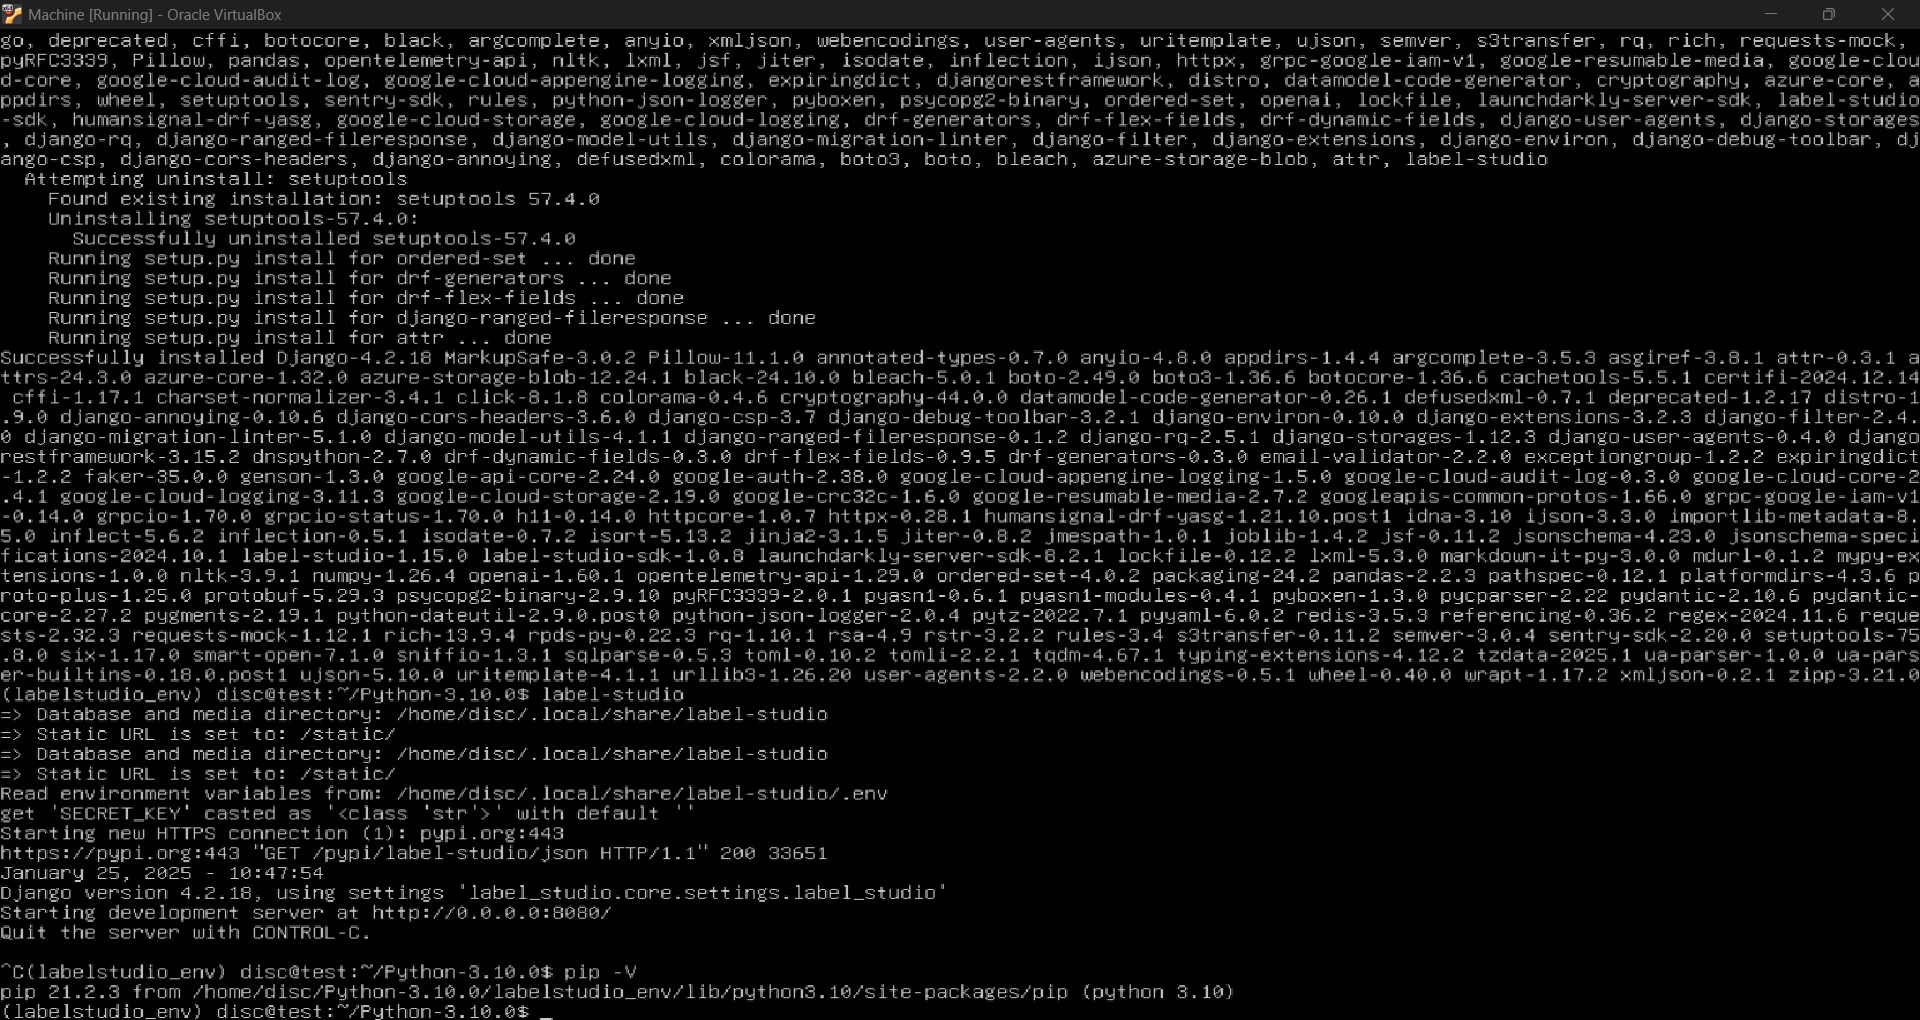 Machine [Running] - Oracle VirtualBox
go, deprecated, cffi, botocore, black, argcomplete, anyio, xmljson, webencodings, user-agents, uritemplate, ujson, semver, s3transfer, rq, rich, requests-mock,
pyRFC3339, Pillow, pandas, opentelemetry-api, nltk, lxml, jsf, jiter, isodate, inflection, ijson, httpx, grpc-google-iam-v1, google-resumable-media, google-clou
d-core, google-cloud-audit-log, google-cloud-appengine-logging, expiringdict, djangorestframework, distro, datamodel-code-generator, cryptography, azure-core, a
ppdirs, wheel, setuptools, sentry-sdk, rules, python-json-logger, pyboxen, psycopg2-binary, ordered-set, openai, lockfile, launchdarkly-server-sdk, label-studio
-sdk, humansignal-drf-yasg, google-cloud-storage, google-cloud-logging, drf-generators, drf-flex-fields, drf-dynamic-fields, django-user-agents, django-storages
, django-rq, django-ranged-fileresponse, django-model-utils, django-migration-linter, django-filter, django-extensions, django-environ, django-debug-toolbar, dj
ango-csp, django-cors-headers, django-annoying, defusedxml, colorama, boto3, boto, bleach, azure-storage-blob, attr, label-studio
  Attempting uninstall: setuptools
    Found existing installation: setuptools 57.4.0
    Uninstalling setuptools-57.4.0:
      Successfully uninstalled setuptools-57.4.0
    Running setup.py install for ordered-set ... done
    Running setup.py install for drf-generators ... done
    Running setup.py install for drf-flex-fields ... done
    Running setup.py install for django-ranged-fileresponse ... done
    Running setup.py install for attr ... done
Successfully installed Django-4.2.18 MarkupSafe-3.0.2 Pillow-11.1.0 annotated-types-0.7.0 anyio-4.8.0 appdirs-1.4.4 argcomplete-3.5.3 asgiref-3.8.1 attr-0.3.1 a
ttrs-24.3.0 azure-core-1.32.0 azure-storage-blob-12.24.1 black-24.10.0 bleach-5.0.1 boto-2.49.0 boto3-1.36.6 botocore-1.36.6 cachetools-5.5.1 certifi-2024.12.14
 cffi-1.17.1 charset-normalizer-3.4.1 click-8.1.8 colorama-0.4.6 cryptography-44.0.0 datamodel-code-generator-0.26.1 defusedxml-0.7.1 deprecated-1.2.17 distro-1
.9.0 django-annoying-0.10.6 django-cors-headers-3.6.0 django-csp-3.7 django-debug-toolbar-3.2.1 django-environ-0.10.0 django-extensions-3.2.3 django-filter-2.4.
0 django-migration-linter-5.1.0 django-model-utils-4.1.1 django-ranged-fileresponse-0.1.2 django-rq-2.5.1 django-storages-1.12.3 django-user-agents-0.4.0 django
restframework-3.15.2 dnspython-2.7.0 drf-dynamic-fields-0.3.0 drf-flex-fields-0.9.5 drf-generators-0.3.0 email-validator-2.2.0 exceptiongroup-1.2.2 expiringdict
-1.2.2 faker-35.0.0 genson-1.3.0 google-api-core-2.24.0 google-auth-2.38.0 google-cloud-appengine-logging-1.5.0 google-cloud-audit-log-0.3.0 google-cloud-core-2
.4.1 google-cloud-logging-3.11.3 google-cloud-storage-2.19.0 google-crc32c-1.6.0 google-resumable-media-2.7.2 googleapis-common-protos-1.66.0 grpc-google-iam-v1
-0.14.0 grpcio-1.70.0 grpcio-status-1.70.0 h11-0.14.0 httpcore-1.0.7 httpx-0.28.1 humansignal-drf-yasg-1.21.10.post1 idna-3.10 ijson-3.3.0 importlib-metadata-8.
5.0 inflect-5.6.2 inflection-0.5.1 isodate-0.7.2 isort-5.13.2 jinja2-3.1.5 jiter-0.8.2 jmespath-1.0.1 joblib-1.4.2 jsf-0.11.2 jsonschema-4.23.0 jsonschema-speci
fications-2024.10.1 label-studio-1.15.0 label-studio-sdk-1.0.8 launchdarkly-server-sdk-8.2.1 lockfile-0.12.2 lxml-5.3.0 markdown-it-py-3.0.0 mdurl-0.1.2 mypy-ex
tensions-1.0.0 nltk-3.9.1 numpy-1.26.4 openai-1.60.1 opentelemetry-api-1.29.0 ordered-set-4.0.2 packaging-24.2 pandas-2.2.3 pathspec-0.12.1 platformdirs-4.3.6 p
roto-plus-1.25.0 protobuf-5.29.3 psycopg2-binary-2.9.10 pyRFC3339-2.0.1 pyasn1-0.6.1 pyasn1-modules-0.4.1 pyboxen-1.3.0 pycparser-2.22 pydantic-2.10.6 pydantic-
core-2.27.2 pygments-2.19.1 python-dateutil-2.9.0.post0 python-json-logger-2.0.4 pytz-2022.7.1 pyyaml-6.0.2 redis-3.5.3 referencing-0.36.2 regex-2024.11.6 reque
sts-2.32.3 requests-mock-1.12.1 rich-13.9.4 rpds-py-0.22.3 rq-1.10.1 rsa-4.9 rstr-3.2.2 rules-3.4 s3transfer-0.11.2 semver-3.0.4 sentry-sdk-2.20.0 setuptools-75
.8.0 six-1.17.0 smart-open-7.1.0 sniffio-1.3.1 sqlparse-0.5.3 toml-0.10.2 tomli-2.2.1 tqdm-4.67.1 typing-extensions-4.12.2 tzdata-2025.1 ua-parser-1.0.0 ua-pars
er-builtins-0.18.0.post1 ujson-5.10.0 uritemplate-4.1.1 urllib3-1.26.20 user-agents-2.2.0 webencodings-0.5.1 wheel-0.40.0 wrapt-1.17.2 xmljson-0.2.1 zipp-3.21.0
(labelstudio_env) disc@test:~/Python-3.10.0$ label-studio
=> Database and media directory: /home/disc/.local/share/label-studio
=> Static URL is set to: /static/
=> Database and media directory: /home/disc/.local/share/label-studio
=> Static URL is set to: /static/
Read environment variables from: /home/disc/.local/share/label-studio/.env
get 'SECRET_KEY' casted as '<class 'str'>' with default ''
Starting new HTTPS connection (1): pypi.org:443
https://pypi.org:443 "GET /pypi/label-studio/json HTTP/1.1" 200 33651
January 25, 2025 - 10:47:54
Django version 4.2.18, using settings 'label_studio.core.settings.label_studio'
Starting development server at http://0.0.0.0:8080/
Quit the server with CONTROL-C.
^C(labelstudio_env) disc@test:~/Python-3.10.0$ pip -V
pip 21.2.3 from /home/disc/Python-3.10.0/labelstudio_env/lib/python3.10/site-packages/pip (python 3.10)
(labelstudio_env) disc@test:~/Python-3.10.0$ _